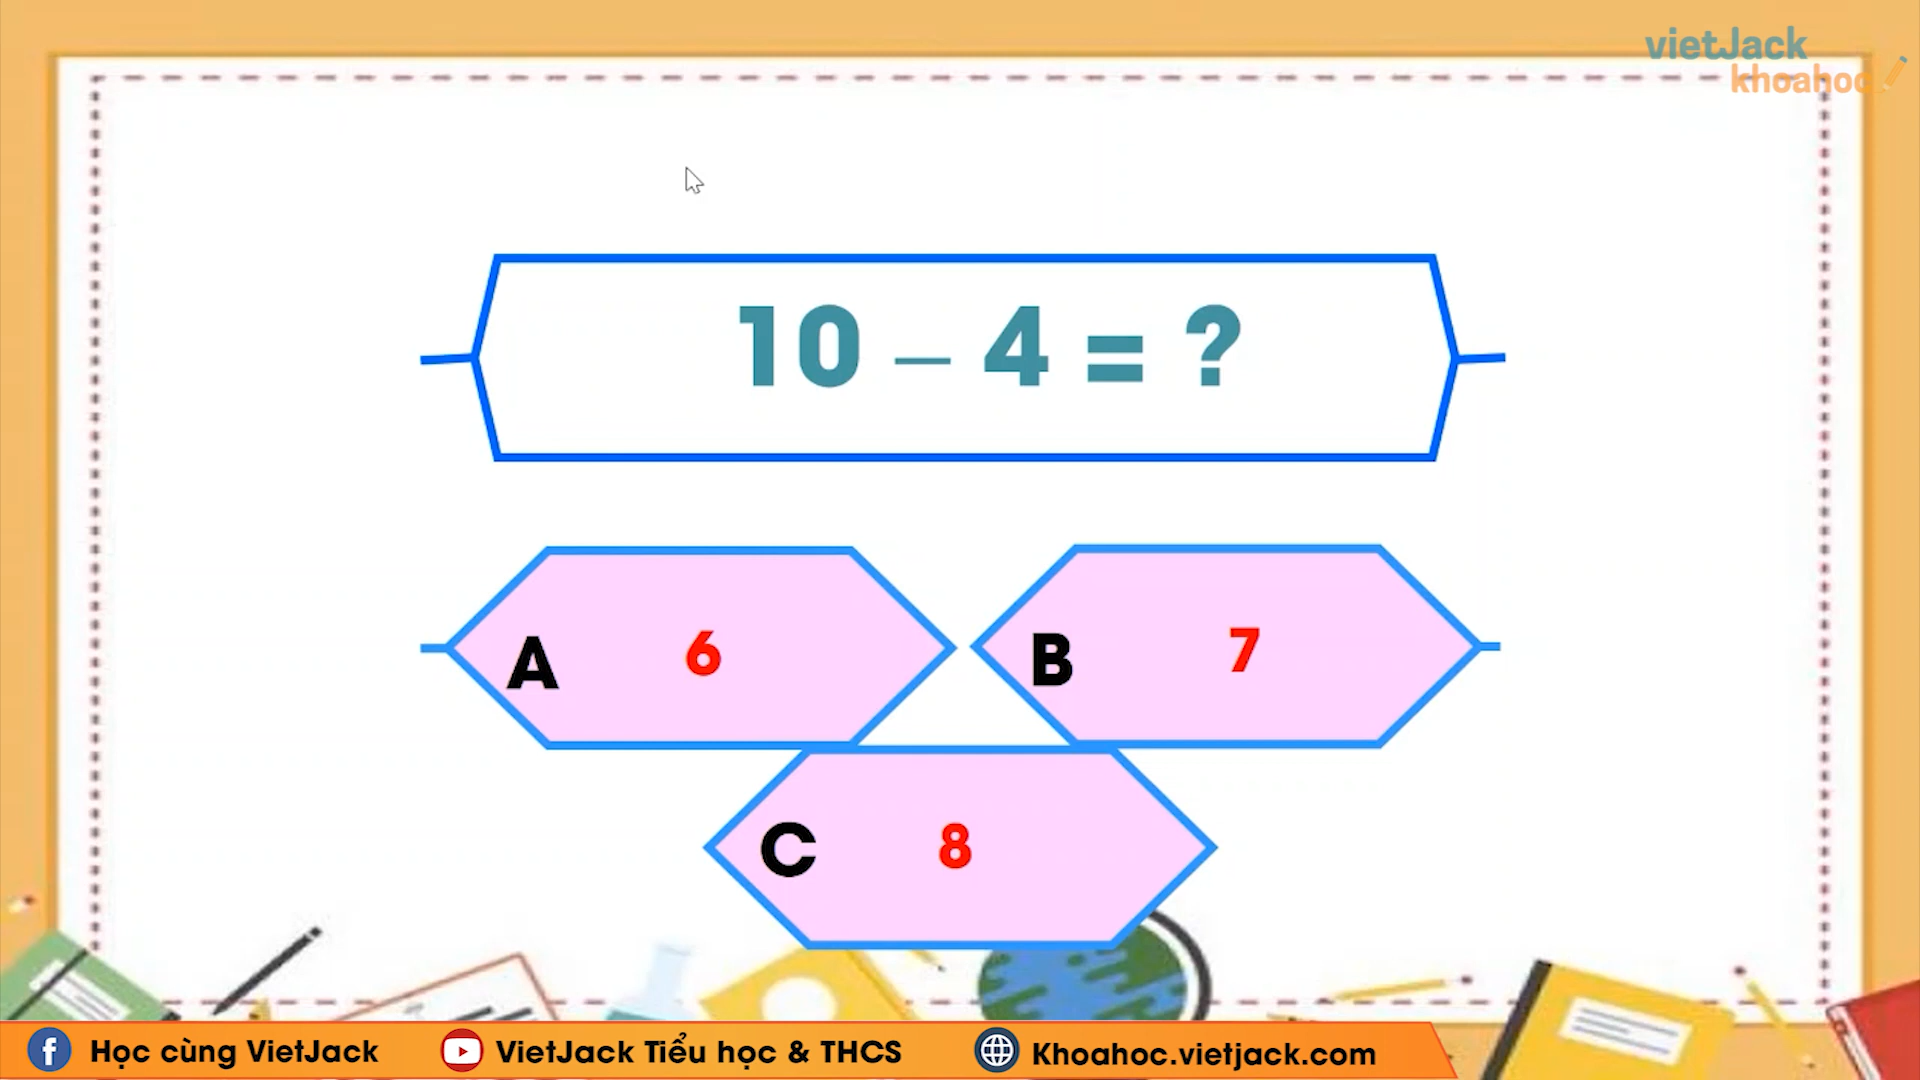 vietJack
khoahoc
10 – 4 = ?
A 6
B 7
C 8
Học cùng VietJack
VietJack Tiểu học & THCS
Khoahoc.vietjack.com